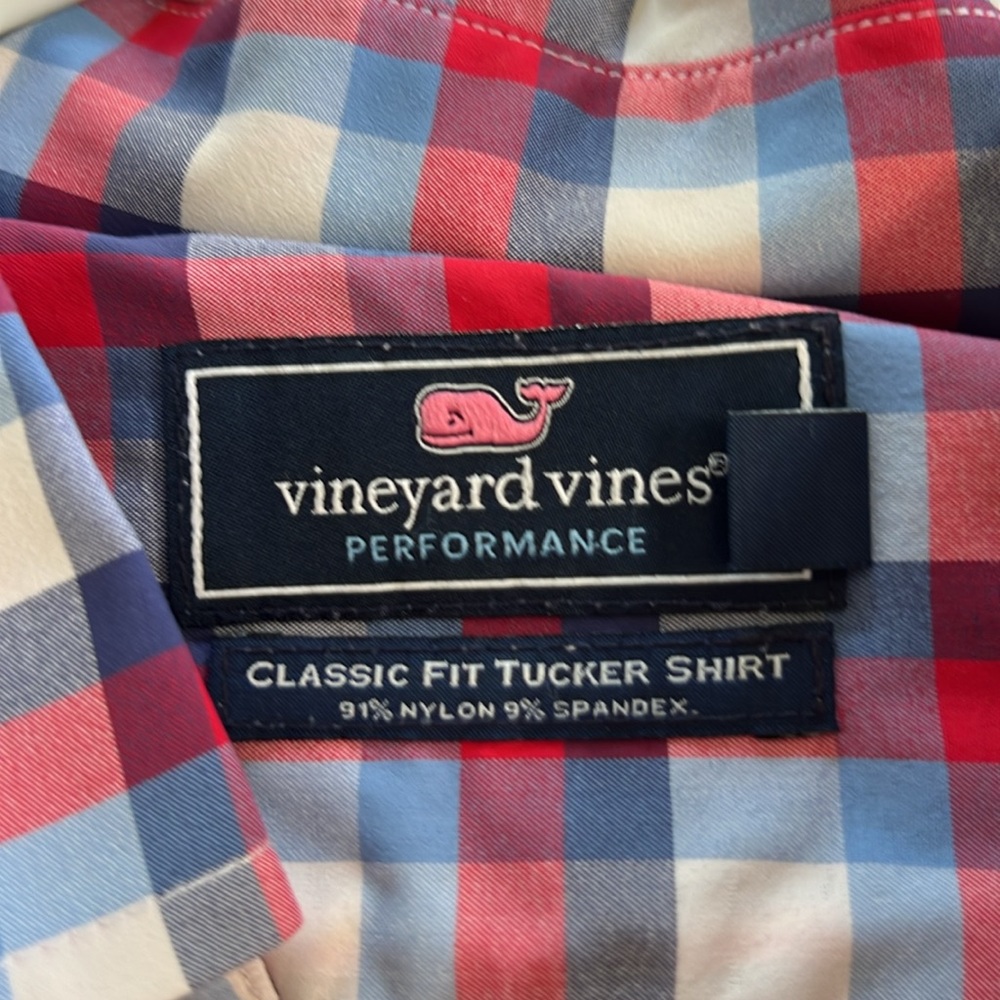 vineyard vines®
PERFORMANCE
CLASSIC FIT TUCKER SHIRT
91% NYLON 9% SPANDEX.